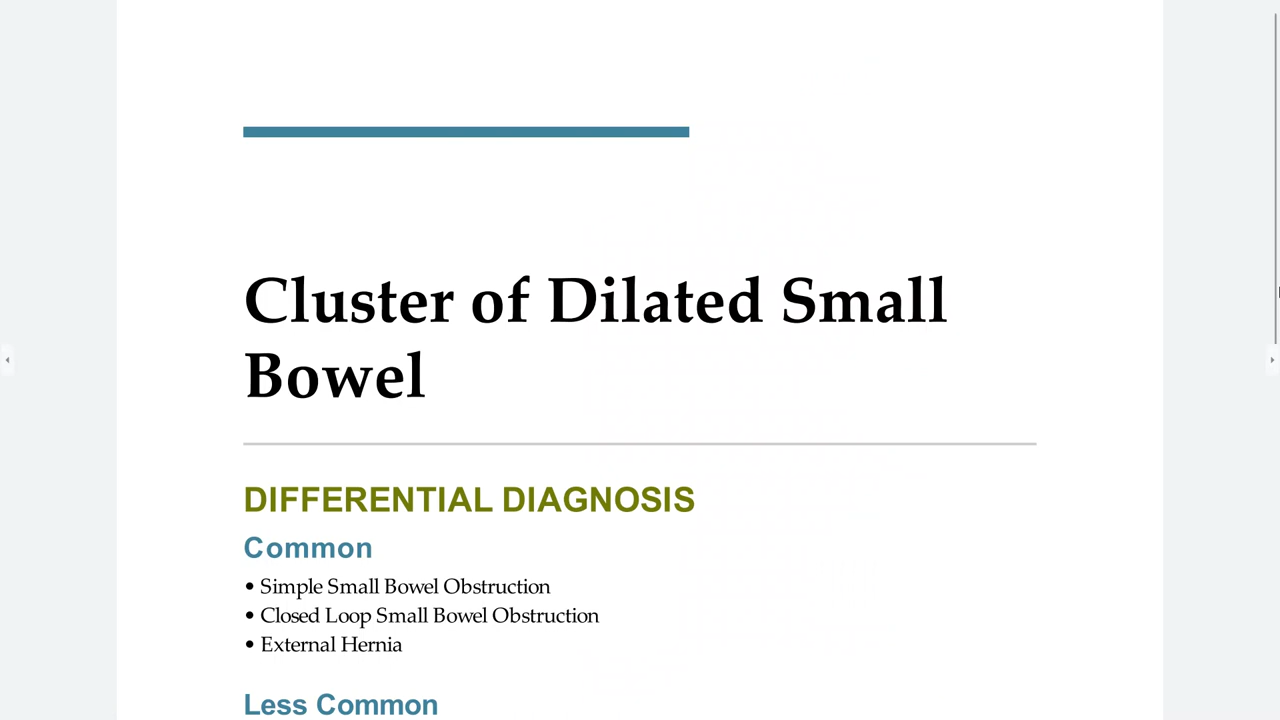 Cluster of Dilated Small
Bowel
DIFFERENTIAL DIAGNOSIS
Common
• Simple Small Bowel Obstruction
• Closed Loop Small Bowel Obstruction
• External Hernia
Less Common